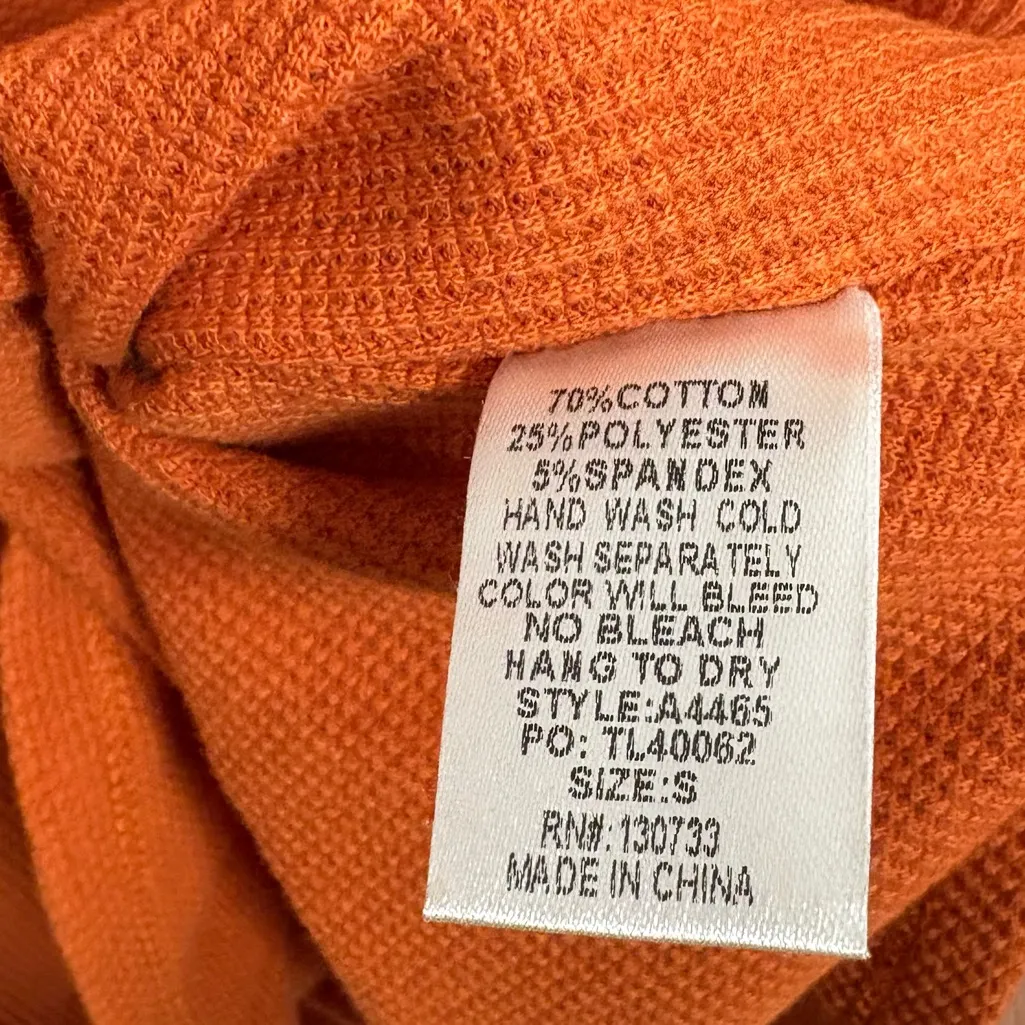 70%COTTON
25%POLYESTER
5%SPANDEX
HAND WASH COLD
WASH SEPARATELY
COLOR WILL BLEED
NO BLEACH
HANG TO DRY
STYLE:A4465
PO: TL40062
SIZE:S
RN#:130733
MADE IN CHINA